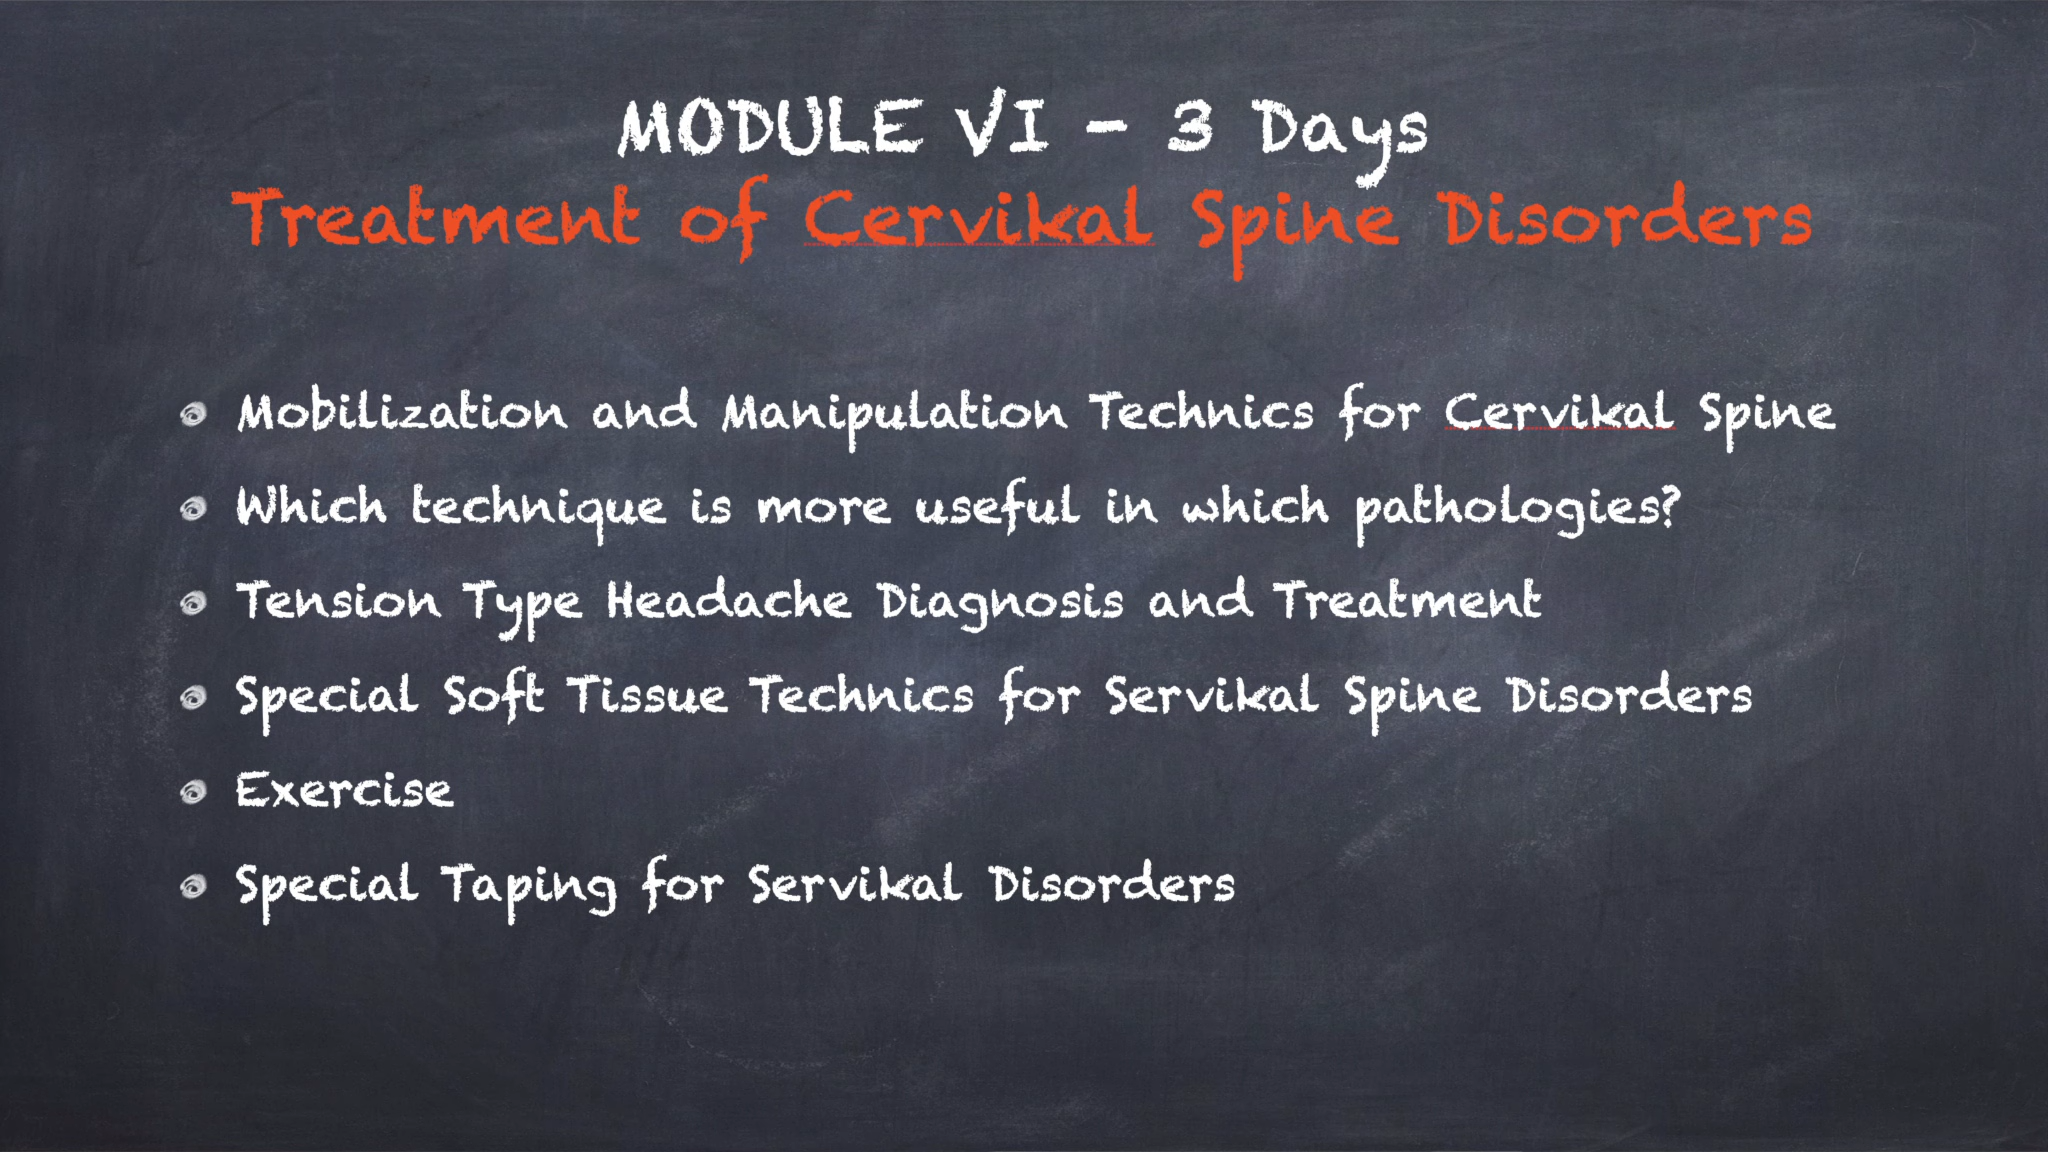 MODULE VI - 3 Days
Treatment of Cervikal Spine Disorders
Mobilization and Manipulation Technics for Cervikal Spine
Which technique is more useful in which pathologies?
Tension Type Headache Diagnosis and Treatment
Special Soft Tissue Technics for Servikal Spine Disorders
Exercise
Special Taping for Servikal Disorders